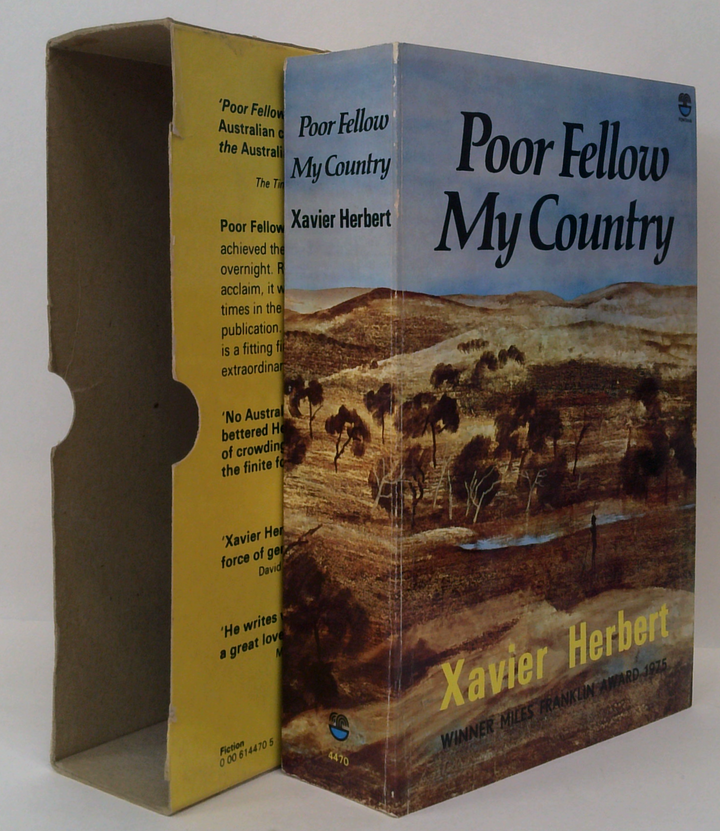 'Poor Fellow
Australian
the Australi
The Ti
Poor Fellow
achieved the
overnight. R
acclaim, it w
times in the
publication.
is a fitting fi
extraordinar
'No Austral
bettered He
of crowding
the finite fo
'Xavier Her
force of ge
David
'He writes
a great love
Fiction
0 00 614470 5
Poor Fellow
My Country
Xavier Herbert
4470
Poor Fellow
My Country
Xavier Herbert
WINNER MILES FRANKLIN AWARD 1975